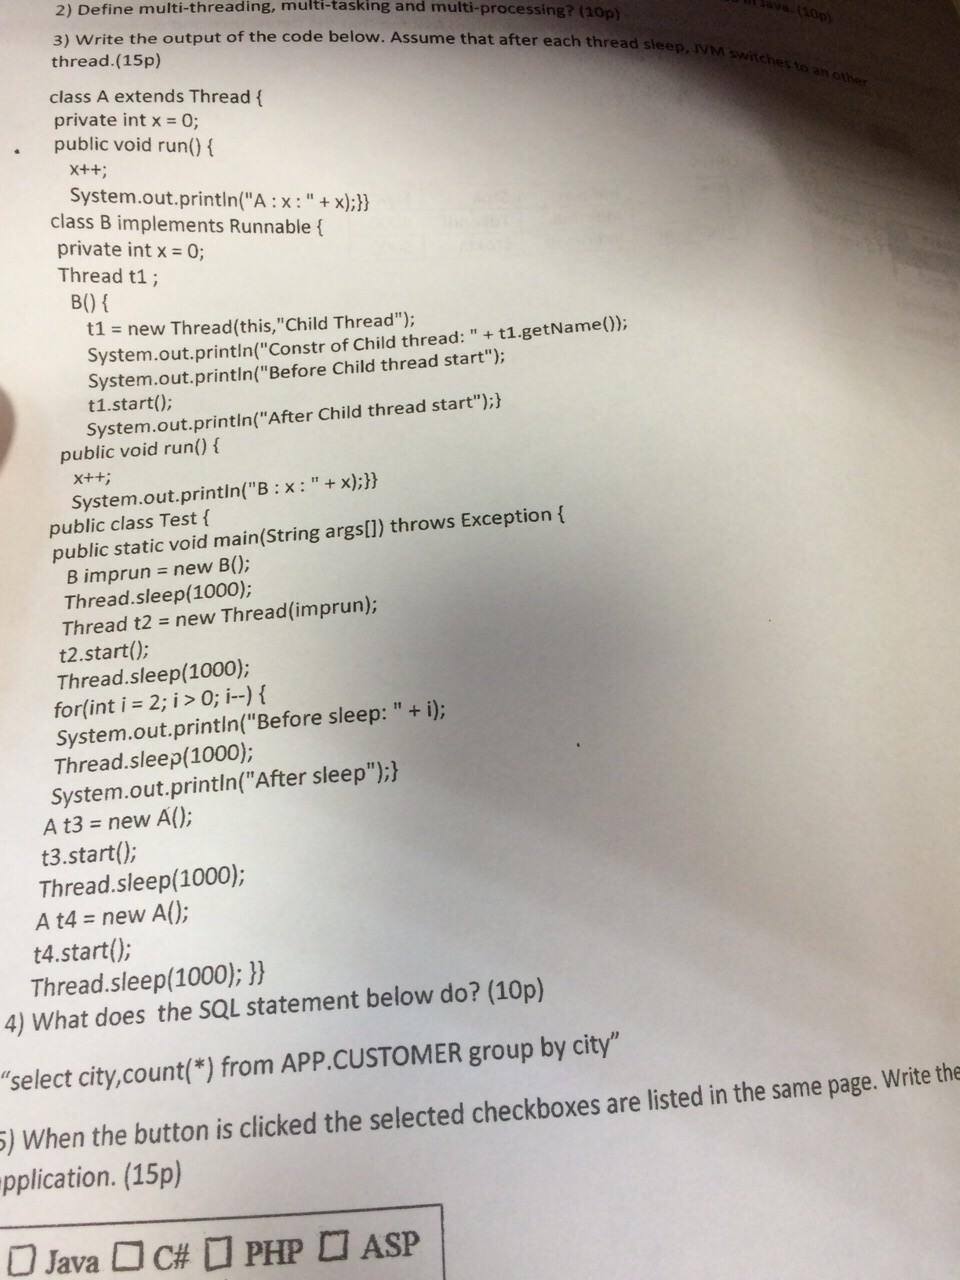 in Java. (10p)
2) Define multi-threading, multi-tasking and multi-processing? (10p)
3) Write the output of the code below. Assume that after each thread sleep, JVM switches to an other
thread.(15p)
class A extends Thread {
private int x = 0;
public void run() {
x++;
System.out.println("A : x : " + x);}}
class B implements Runnable {
private int x = 0;
Thread t1 ;
B() {
t1 = new Thread(this,"Child Thread");
System.out.println("Constr of Child thread: " + t1.getName());
System.out.println("Before Child thread start");
t1.start();
System.out.println("After Child thread start");}
public void run() {
x++;
System.out.println("B : x : " + x);}}
public class Test {
public static void main(String args[]) throws Exception {
B imprun = new B();
Thread.sleep(1000);
Thread t2 = new Thread(imprun);
t2.start();
Thread.sleep(1000);
for(int i = 2; i > 0; i--) {
System.out.println("Before sleep: " + i);
Thread.sleep(1000);
System.out.println("After sleep");}
A t3 = new A();
t3.start();
Thread.sleep(1000);
A t4 = new A();
t4.start();
Thread.sleep(1000); }}
4) What does the SQL statement below do? (10p)
"select city,count(*) from APP.CUSTOMER group by city"
5) When the button is clicked the selected checkboxes are listed in the same page. Write the
application. (15p)
Java C# PHP ASP